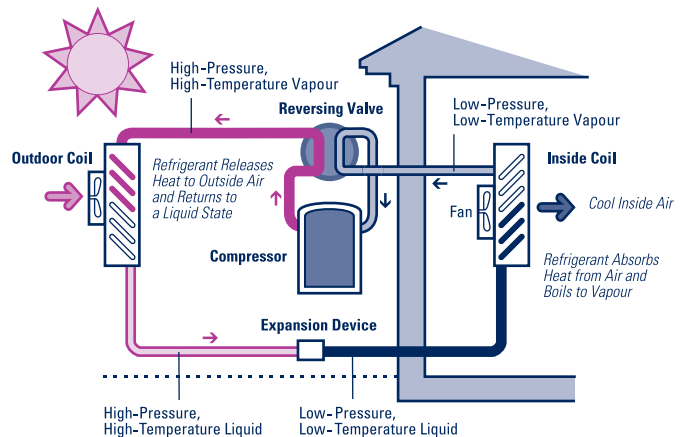 High-Pressure,
High-Temperature Vapour
Reversing Valve
Low-Pressure,
Low-Temperature Vapour
Outdoor Coil
Refrigerant Releases
Heat to Outside Air
and Returns to
a Liquid State
Inside Coil
Fan
Cool Inside Air
Compressor
Refrigerant Absorbs
Heat from Air and
Boils to Vapour
Expansion Device
High-Pressure,
High-Temperature Liquid
Low-Pressure,
Low-Temperature Liquid